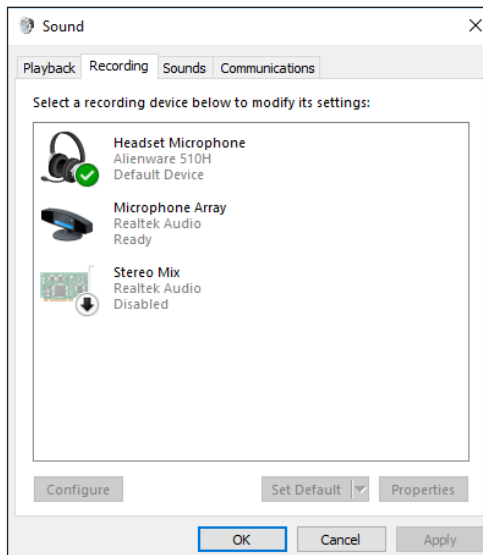 Sound
Playback Recording Sounds Communications
Select a recording device below to modify its settings:
Headset Microphone
Alienware 510H
Default Device
Microphone Array
Realtek Audio
Ready
Stereo Mix
Realtek Audio
Disabled
Configure Set Default Properties
OK Cancel Apply